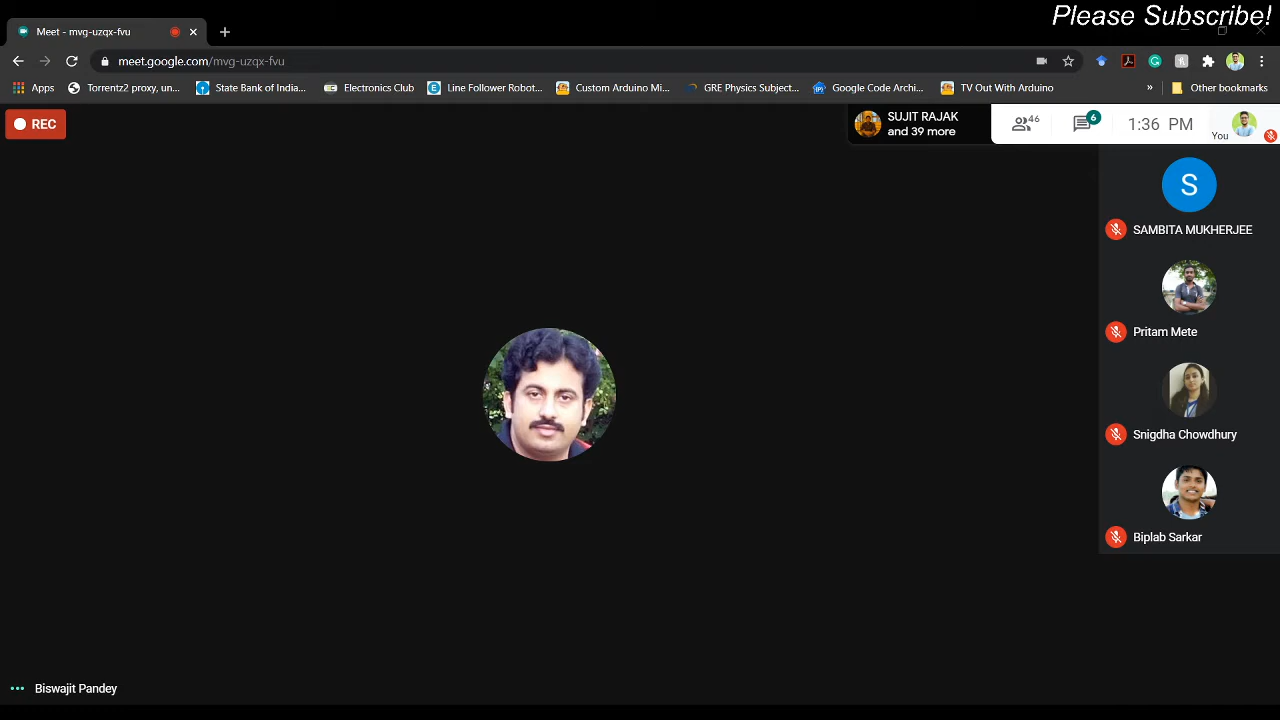 Please Subscribe!
Meet - mvg-uzqx-fvu
meet.google.com/mvg-uzqx-fvu
Apps
Torrentz2 proxy, un...
State Bank of India...
Electronics Club
Line Follower Robot...
Custom Arduino Mi...
GRE Physics Subject...
Google Code Archi...
TV Out With Arduino
»
Other bookmarks
REC
SUJIT RAJAK
and 39 more
46
6
1:36 PM
You
S
SAMBITA MUKHERJEE
Pritam Mete
Snigdha Chowdhury
Biplab Sarkar
Biswajit Pandey